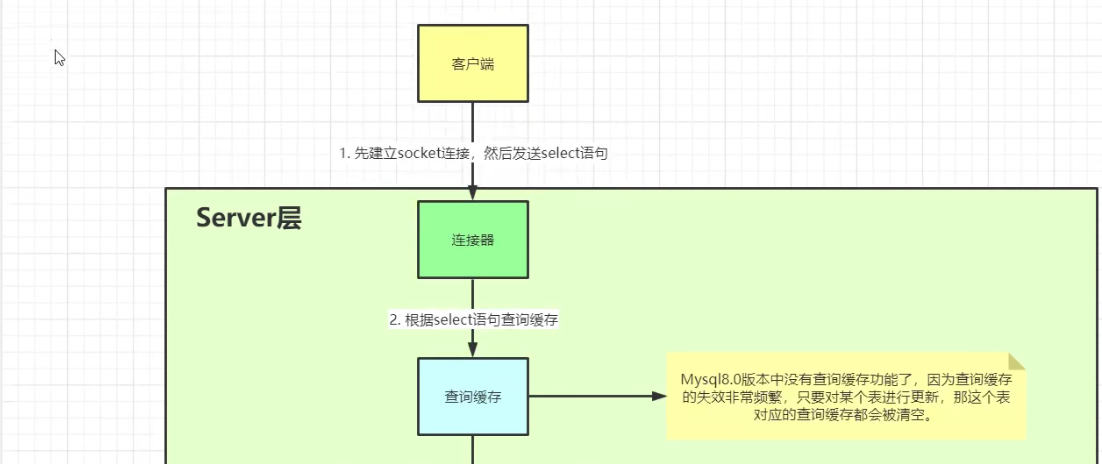 客户端
1. 先建立socket连接，然后发送select语句
Server层
连接器
2. 根据select语句查询缓存
查询缓存
Mysql8.0版本中没有查询缓存功能了，因为查询缓存
的失效非常频繁，只要对某个表进行更新，那这个表
对应的查询缓存都会被清空。